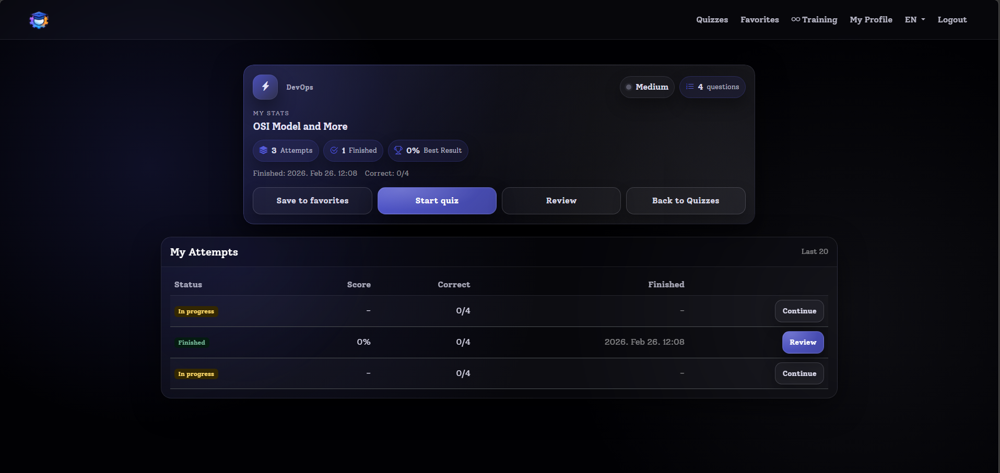 Quizzes Favorites Training My Profile EN Logout
DevOps Medium 4 questions
MY STATS
OSI Model and More
3 Attempts 1 Finished 0% Best Result
Finished: 2026. Feb 26. 12:08 Correct: 0/4
Save to favorites Start quiz Review Back to Quizzes
My Attempts Last 20
Status Score Correct Finished
In progress – 0/4 – Continue
Finished 0% 0/4 2026. Feb 26. 12:08 Review
In progress – 0/4 – Continue